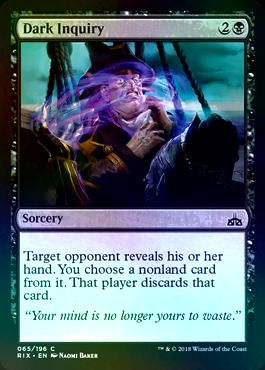 Dark Inquiry 2
Sorcery
Target opponent reveals his or her
hand. You choose a nonland card
from it. That player discards that
card.
“Your mind is no longer yours to waste.”
065/196 C
RIX • EN NAOMI BAKER
™ & © 2018 Wizards of the Coast